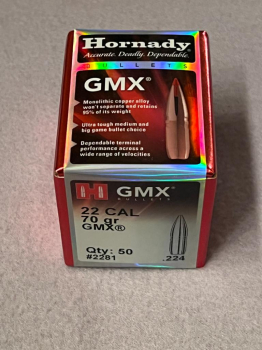 Hornady
Accurate. Deadly. Dependable.
BULLETS
GMX®
Monolithic copper alloy
won't separate and retains
95% of its weight
Ultra tough medium and
big game bullet choice
Dependable terminal
performance across a
wide range of velocities
H GMX®
BULLETS
22 CAL
70 gr
GMX®
Qty: 50
#2281
.224